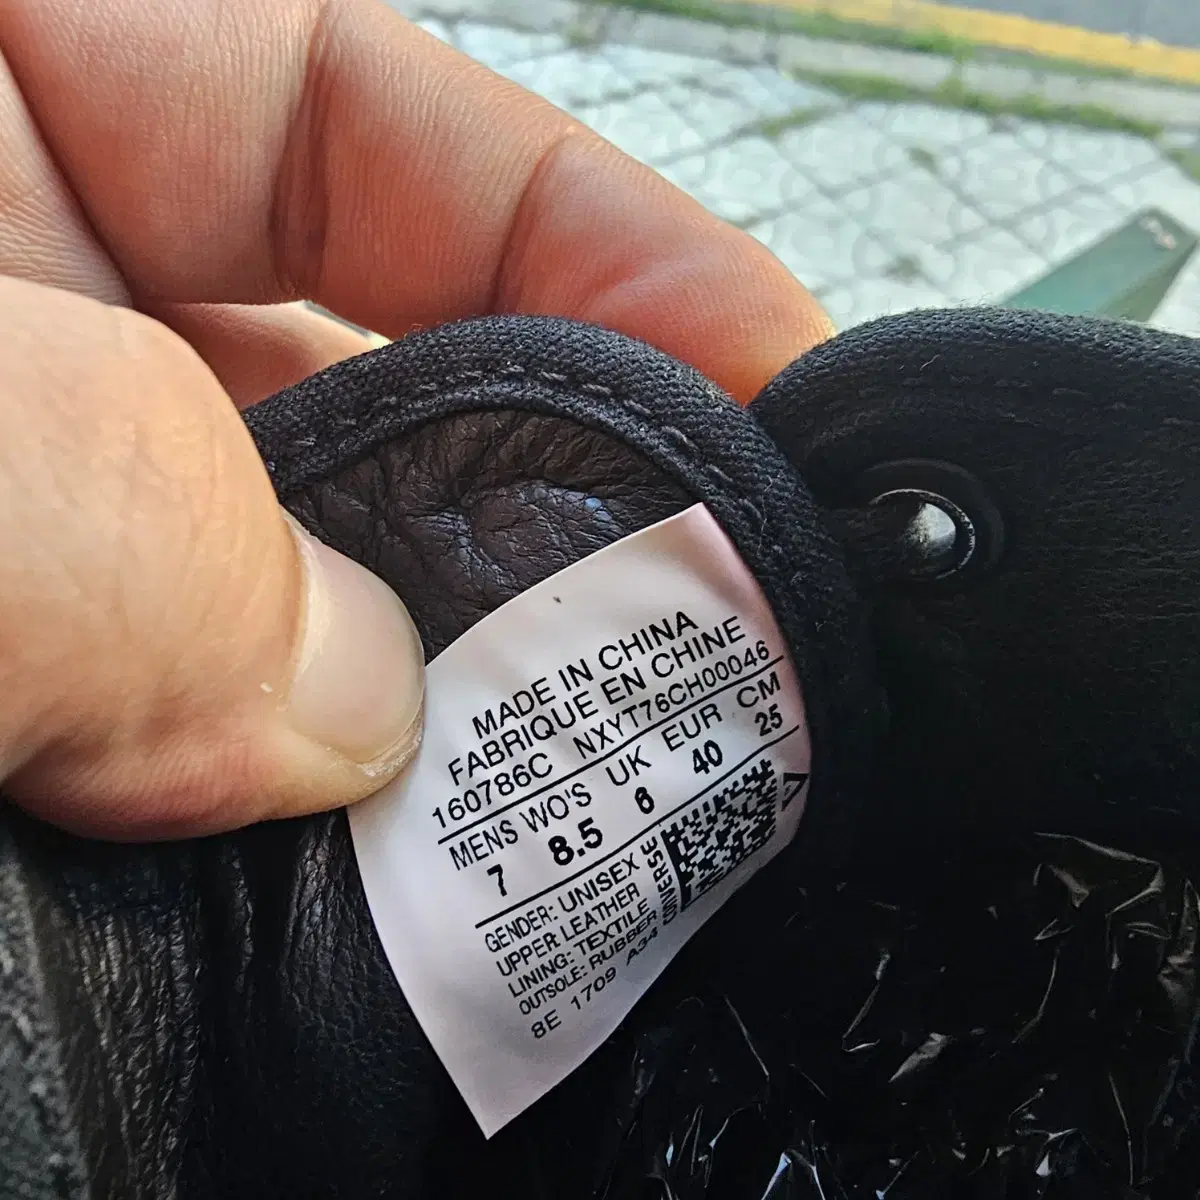 MADE IN CHINA
FABRIQUE EN CHINE
160786C NXYT76CH00046
MENS WO'S UK EUR CM
7 8.5 6 40 25
GENDER: UNISEX
UPPER: LEATHER
LINING: TEXTILE
OUTSOLE: RUBBER
8E 1709 A34
CONVERSE